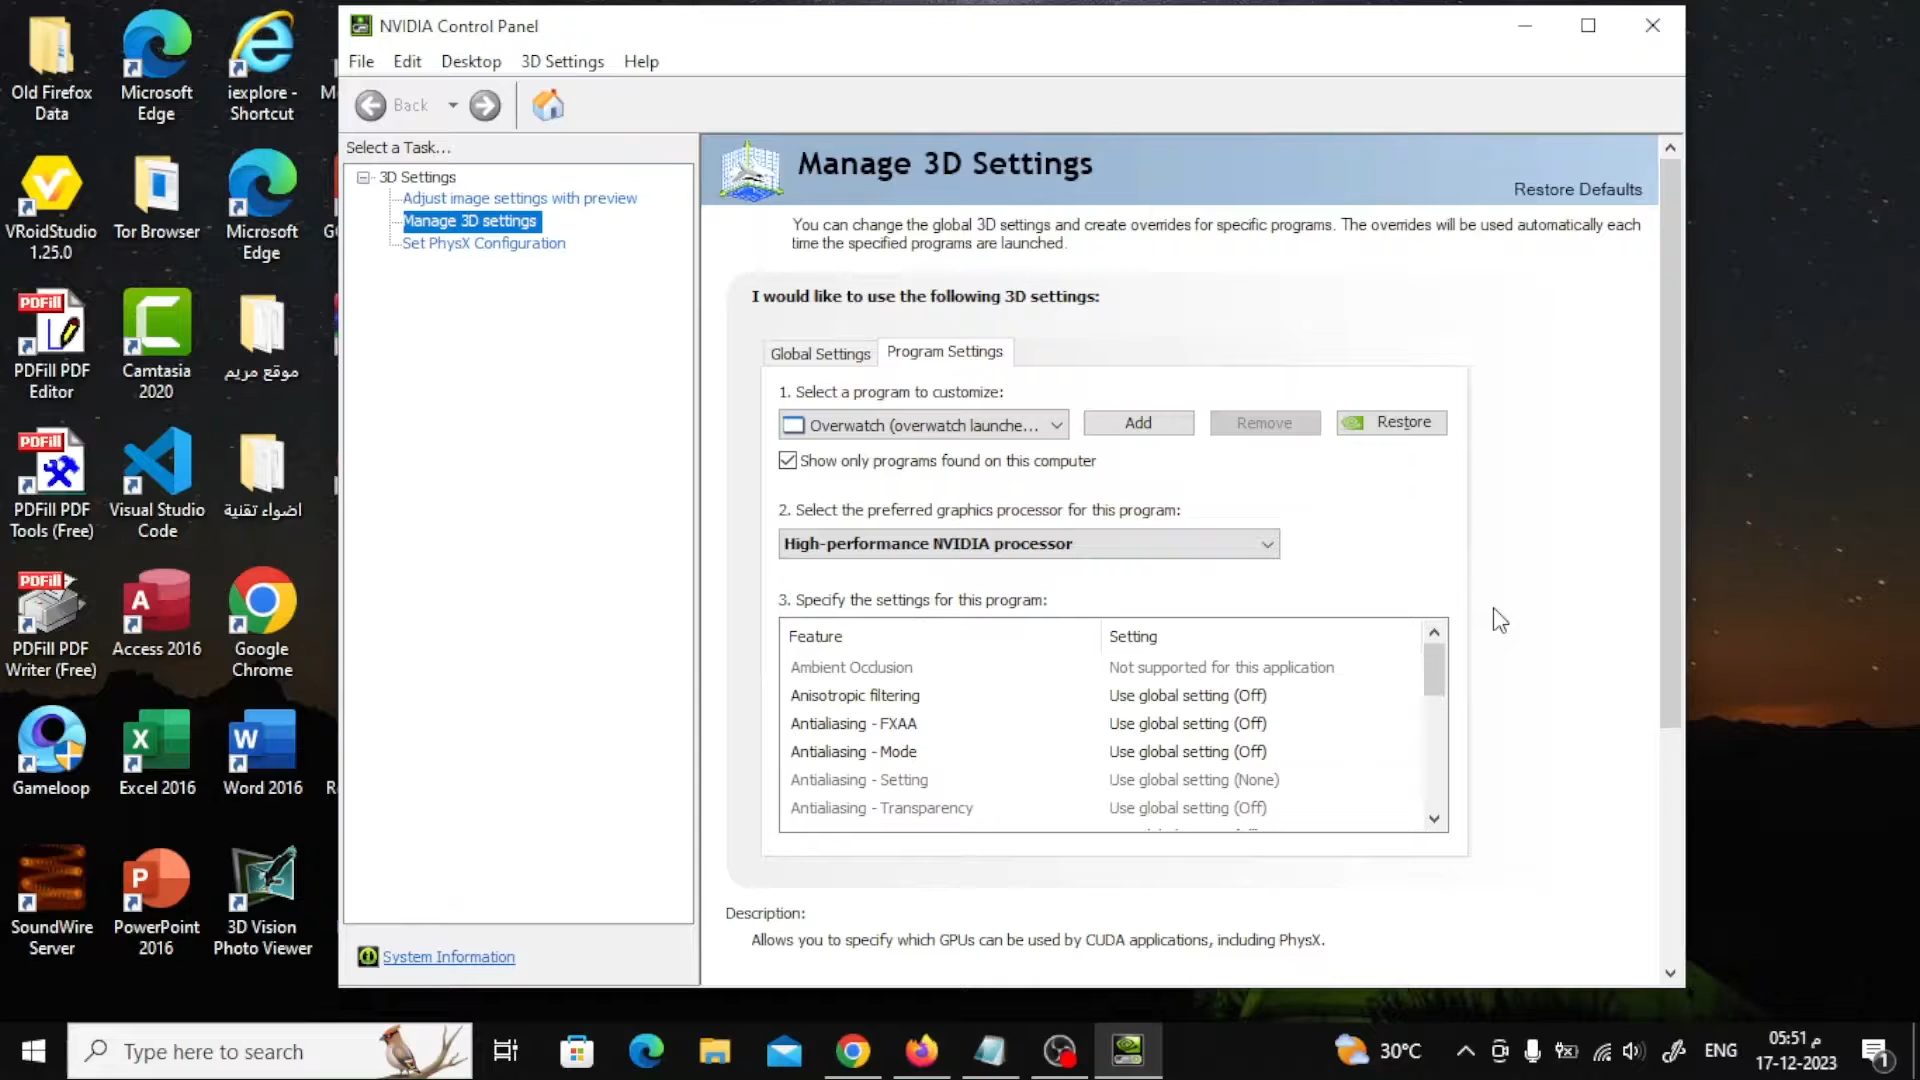 Old Firefox
Data
Microsoft
Edge
iexplore -
Shortcut
VRoidStudio
1.25.0
Tor Browser
Microsoft
Edge
PDFill PDF
Editor
Camtasia
2020
موقع مريم
PDFill PDF
Tools (Free)
Visual Studio
Code
اضواء تقنية
PDFill PDF
Writer (Free)
Access 2016
Google
Chrome
Gameloop
Excel 2016
Word 2016
SoundWire
Server
PowerPoint
2016
3D Vision
Photo Viewer
NVIDIA Control Panel
File Edit Desktop 3D Settings Help
Back
Select a Task...
3D Settings
Adjust image settings with preview
Manage 3D settings
Set PhysX Configuration
System Information
Manage 3D Settings
Restore Defaults
You can change the global 3D settings and create overrides for specific programs. The overrides will be used automatically each
time the specified programs are launched.
I would like to use the following 3D settings:
Global Settings Program Settings
1. Select a program to customize:
Overwatch (overwatch launche... Add Remove Restore
Show only programs found on this computer
2. Select the preferred graphics processor for this program:
High-performance NVIDIA processor
3. Specify the settings for this program:
Feature Setting
Ambient Occlusion Not supported for this application
Anisotropic filtering Use global setting (Off)
Antialiasing - FXAA Use global setting (Off)
Antialiasing - Mode Use global setting (Off)
Antialiasing - Setting Use global setting (None)
Antialiasing - Transparency Use global setting (Off)
Description:
Allows you to specify which GPUs can be used by CUDA applications, including PhysX.
Type here to search
30°C
ENG
05:51 م
17-12-2023
1